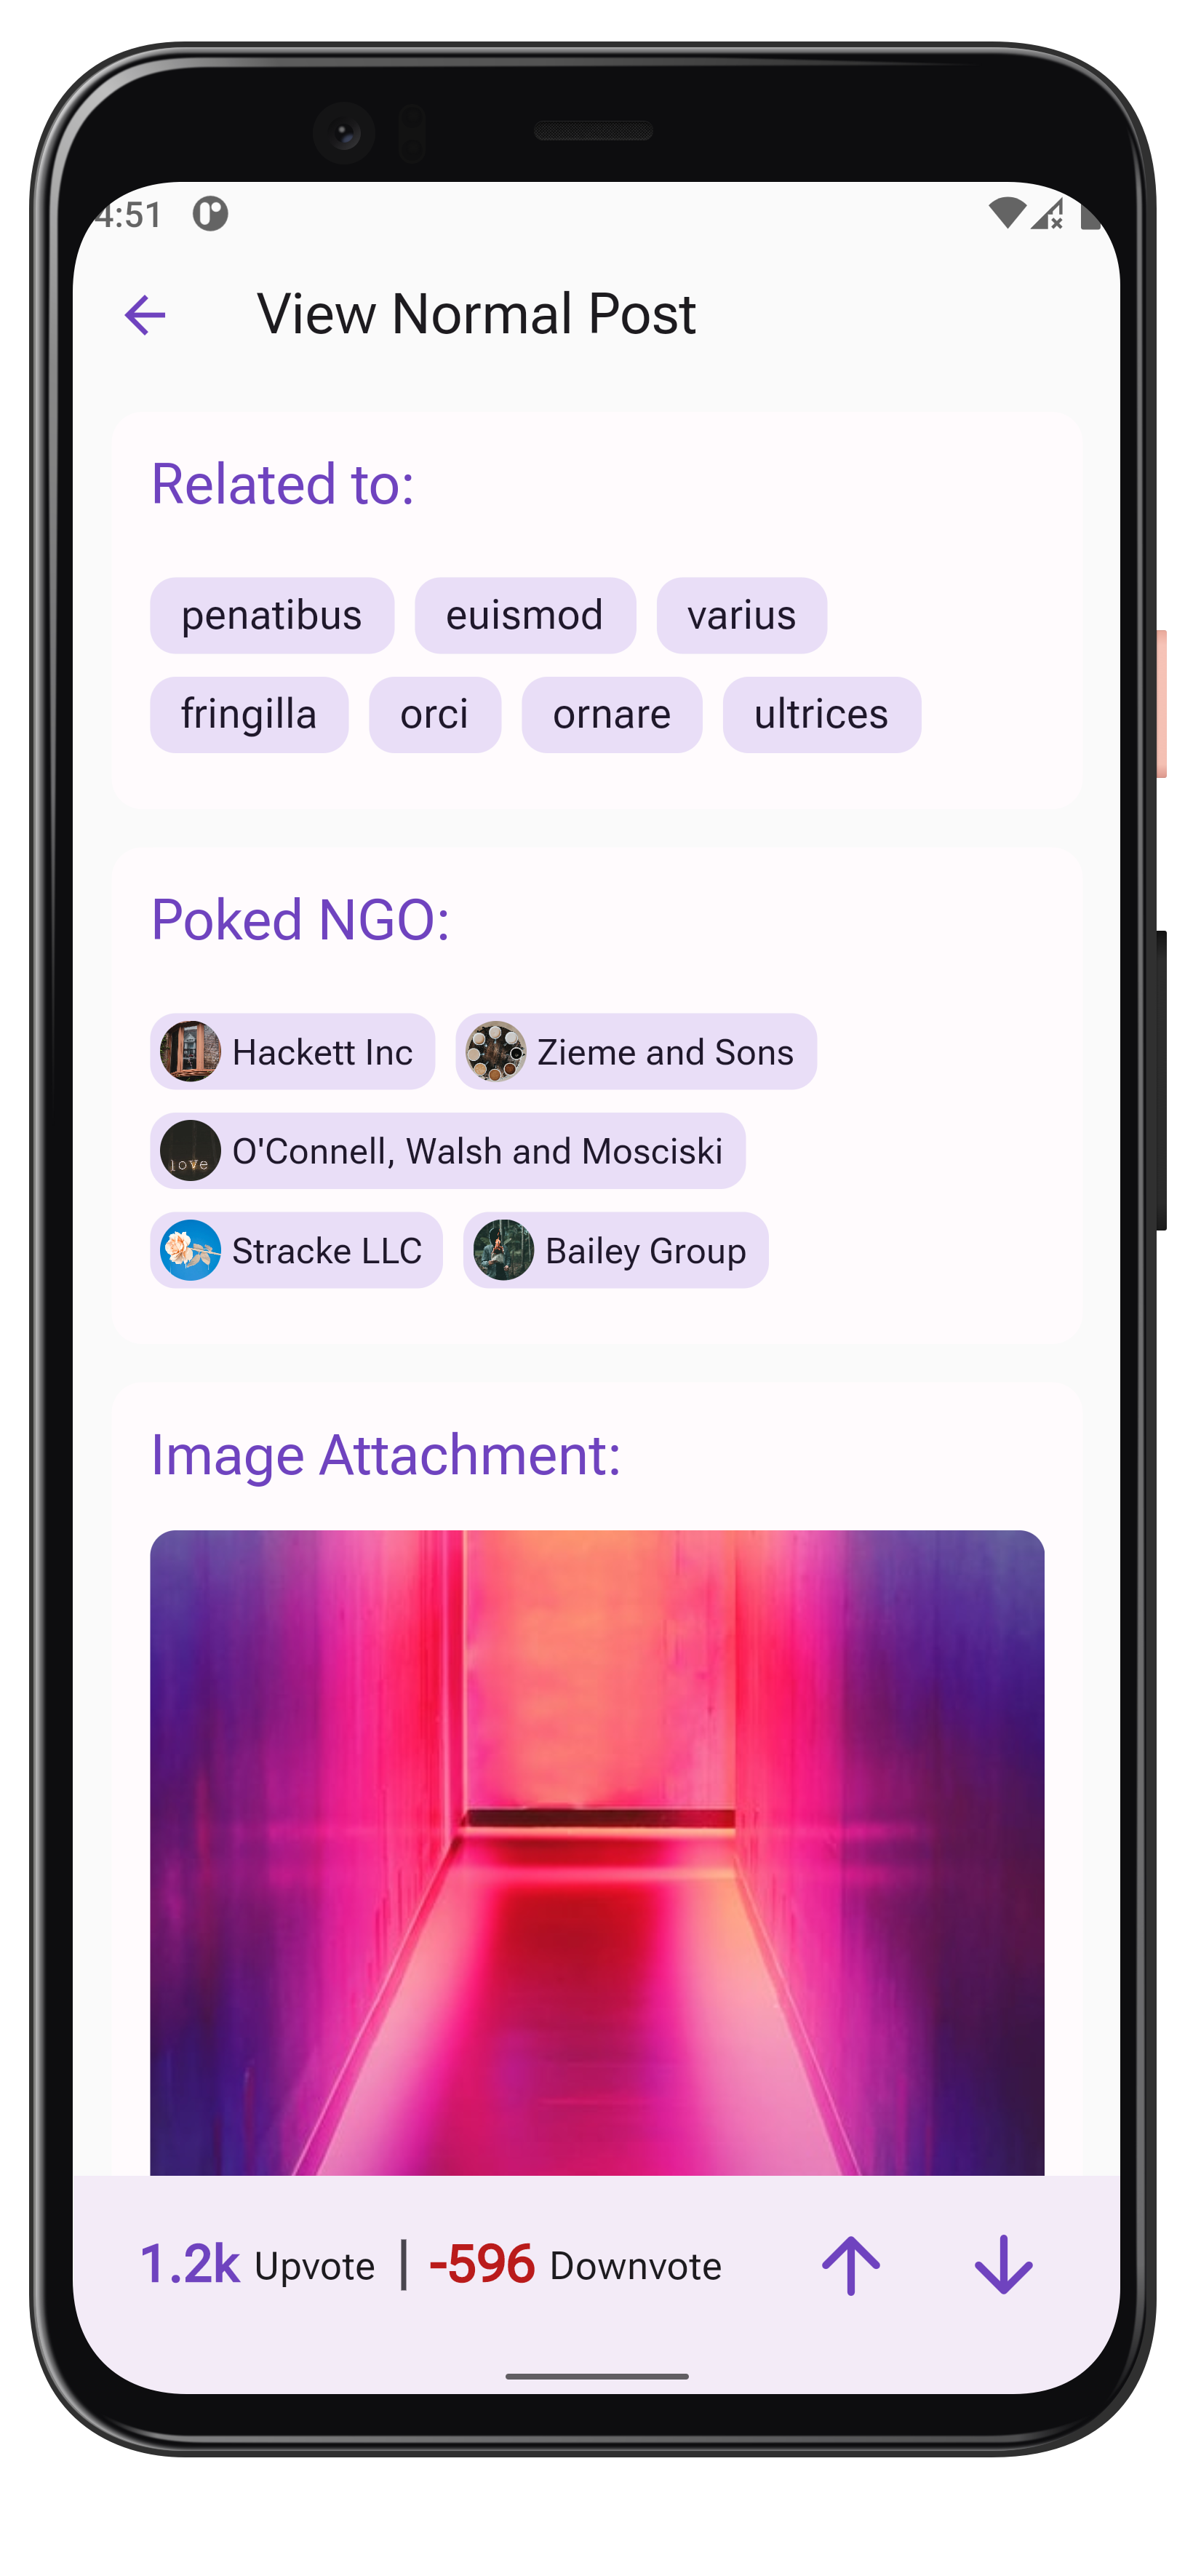 4:51
View Normal Post
Related to:
penatibus euismod varius
fringilla orci ornare ultrices
Poked NGO:
Hackett Inc Zieme and Sons
love O'Connell, Walsh and Mosciski
Stracke LLC Bailey Group
Image Attachment:
1.2k Upvote | -596 Downvote